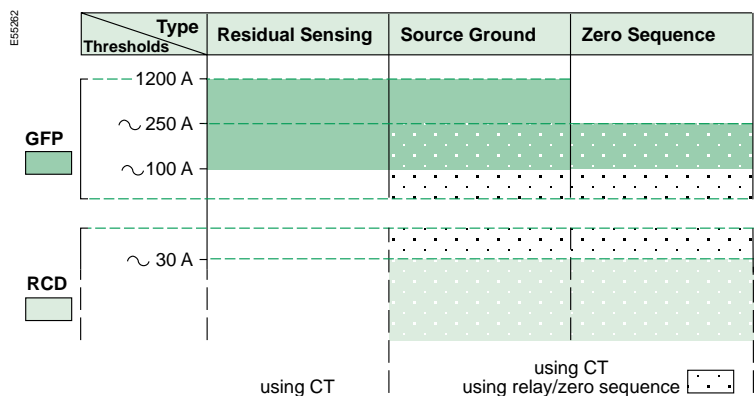 E55262
Type
Thresholds
Residual Sensing
Source Ground
Zero Sequence
1200 A
GFP
~ 250 A
~ 100 A
~ 30 A
RCD
using CT
using CT
using relay/zero sequence